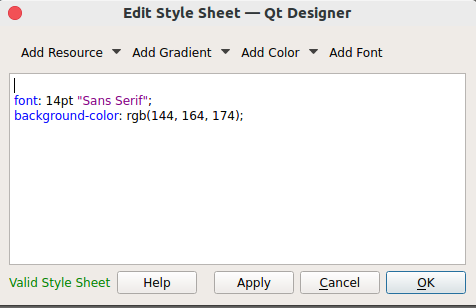 Edit Style Sheet — Qt Designer
Add Resource Add Gradient Add Color Add Font
font: 14pt "Sans Serif";
background-color: rgb(144, 164, 174);
Valid Style Sheet Help Apply Cancel OK